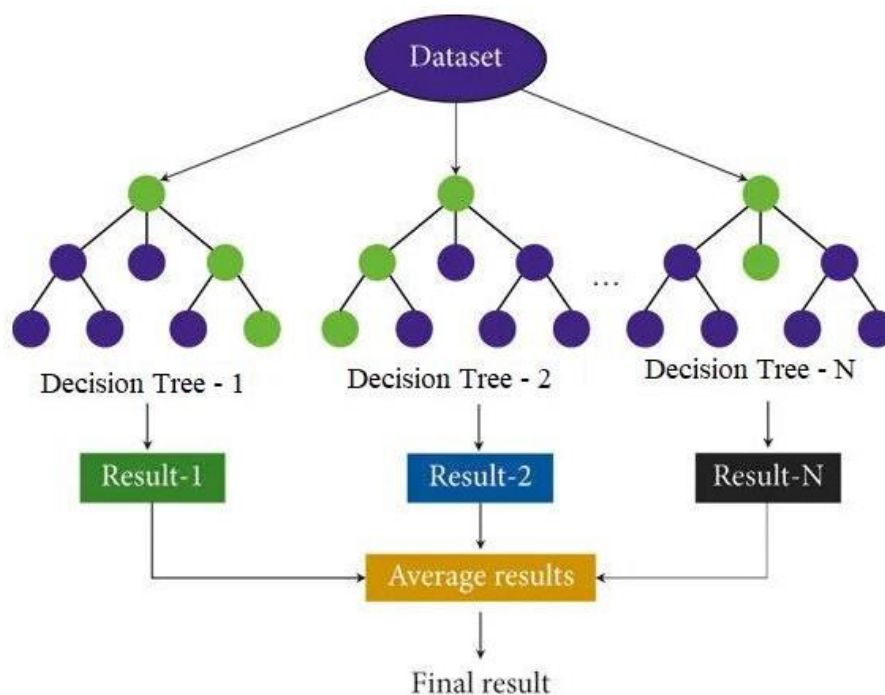 Dataset
...
Decision Tree - 1
Decision Tree - 2
Decision Tree - N
Result-1
Result-2
Result-N
Average results
Final result